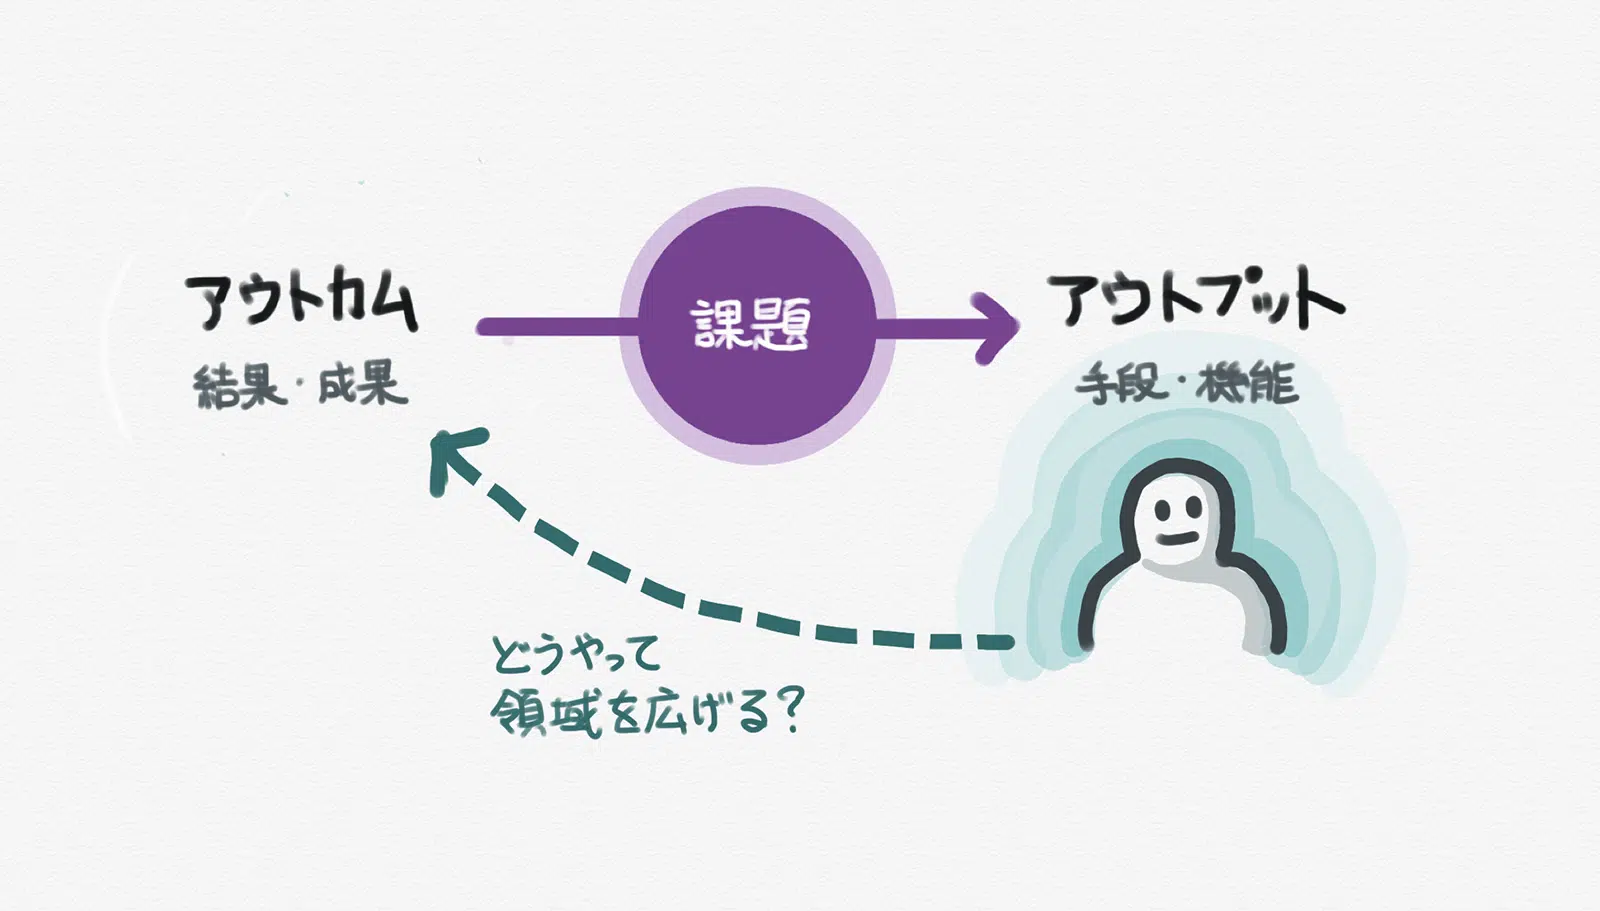 アウトカム
結果・成果
課題
アウトプット
手段・機能
どうやって
領域を広げる?